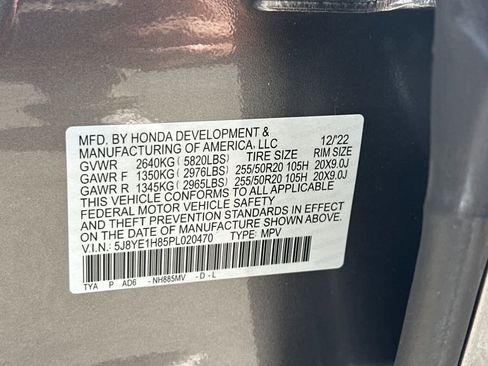 MFD. BY HONDA DEVELOPMENT &
MANUFACTURING OF AMERICA, LLC 12/'22
GVWR 2640KG ( 5820LBS) TIRE SIZE RIM SIZE
GAWR F 1350KG ( 2976LBS) 255/50R20 105H 20X9.0J
GAWR R 1345KG ( 2965LBS) 255/50R20 105H 20X9.0J
THIS VEHICLE CONFORMS TO ALL APPLICABLE
FEDERAL MOTOR VEHICLE SAFETY
AND THEFT PREVENTION STANDARDS IN EFFECT
ON THE DATE OF MANUFACTURE SHOWN ABOVE.
V.I.N.: 5J8YE1H85PL020470 TYPE: MPV
TYA P AD6 -NH885MV -D-L